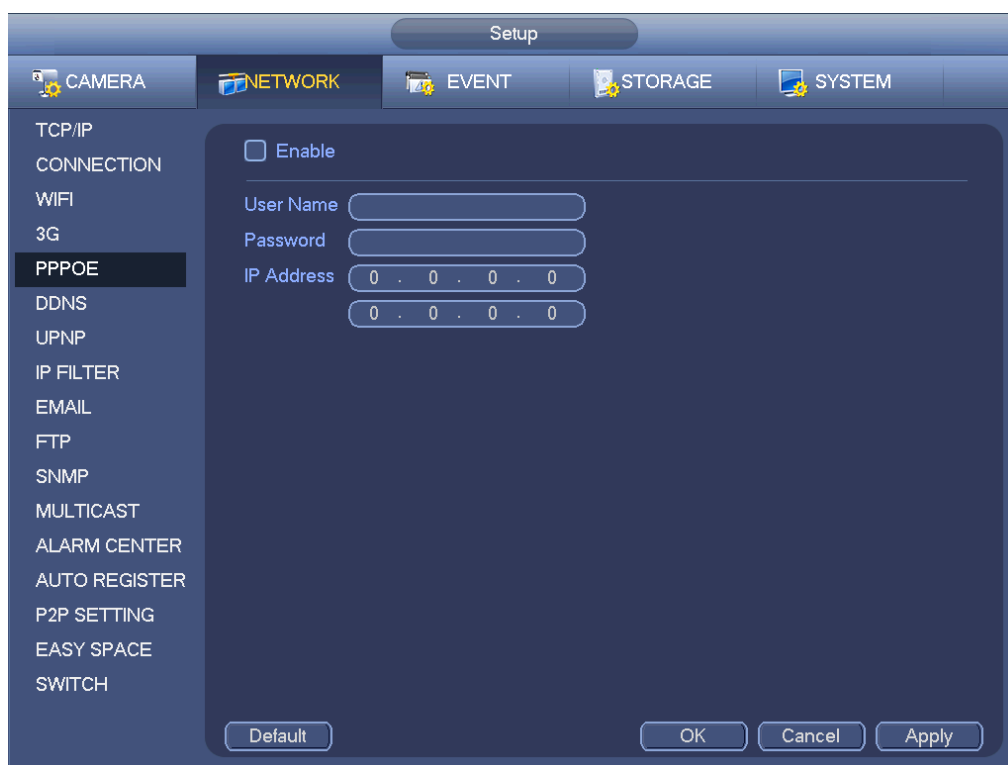 Setup
CAMERA NETWORK EVENT STORAGE SYSTEM
TCP/IP
CONNECTION
WIFI
3G
PPPOE
DDNS
UPNP
IP FILTER
EMAIL
FTP
SNMP
MULTICAST
ALARM CENTER
AUTO REGISTER
P2P SETTING
EASY SPACE
SWITCH
Enable
User Name
Password
IP Address 0 . 0 . 0 . 0
0 . 0 . 0 . 0
Default OK Cancel Apply